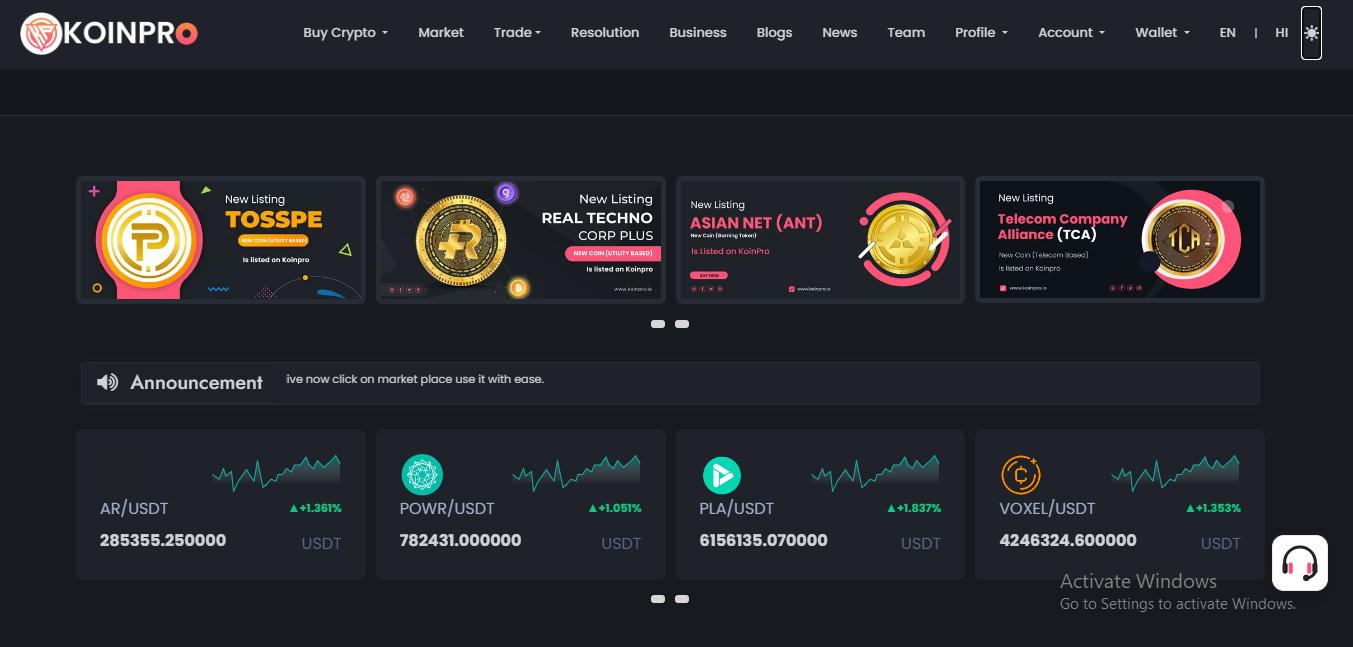 KOINPRO
Buy Crypto
Market
Trade
Resolution
Business
Blogs
News
Team
Profile
Account
Wallet
EN | HI
New Listing
TOSSPE
NEW COIN (UTILITY BASED)
Is listed on Koinpro
New Listing
REAL TECHNO
CORP PLUS
NEW COIN (UTILITY BASED)
Is listed on Koinpro
www.koinpro.io
New Listing
ASIAN NET (ANT)
New Coin (Gaming Token)
Is Listed on KoinPro
BUY NOW
www.koinpro.io
New Listing
Telecom Company
Alliance (TCA)
New Coin (Telecom Based)
Is listed on Koinpro
www.koinpro.io
TCA
Announcement
ive now click on market place use it with ease.
AR/USDT
▲+1.361%
285355.250000
USDT
POWR/USDT
▲+1.051%
782431.000000
USDT
PLA/USDT
▲+1.837%
6156135.070000
USDT
VOXEL/USDT
▲+1.353%
4246324.600000
USDT
Activate Windows
Go to Settings to activate Windows.